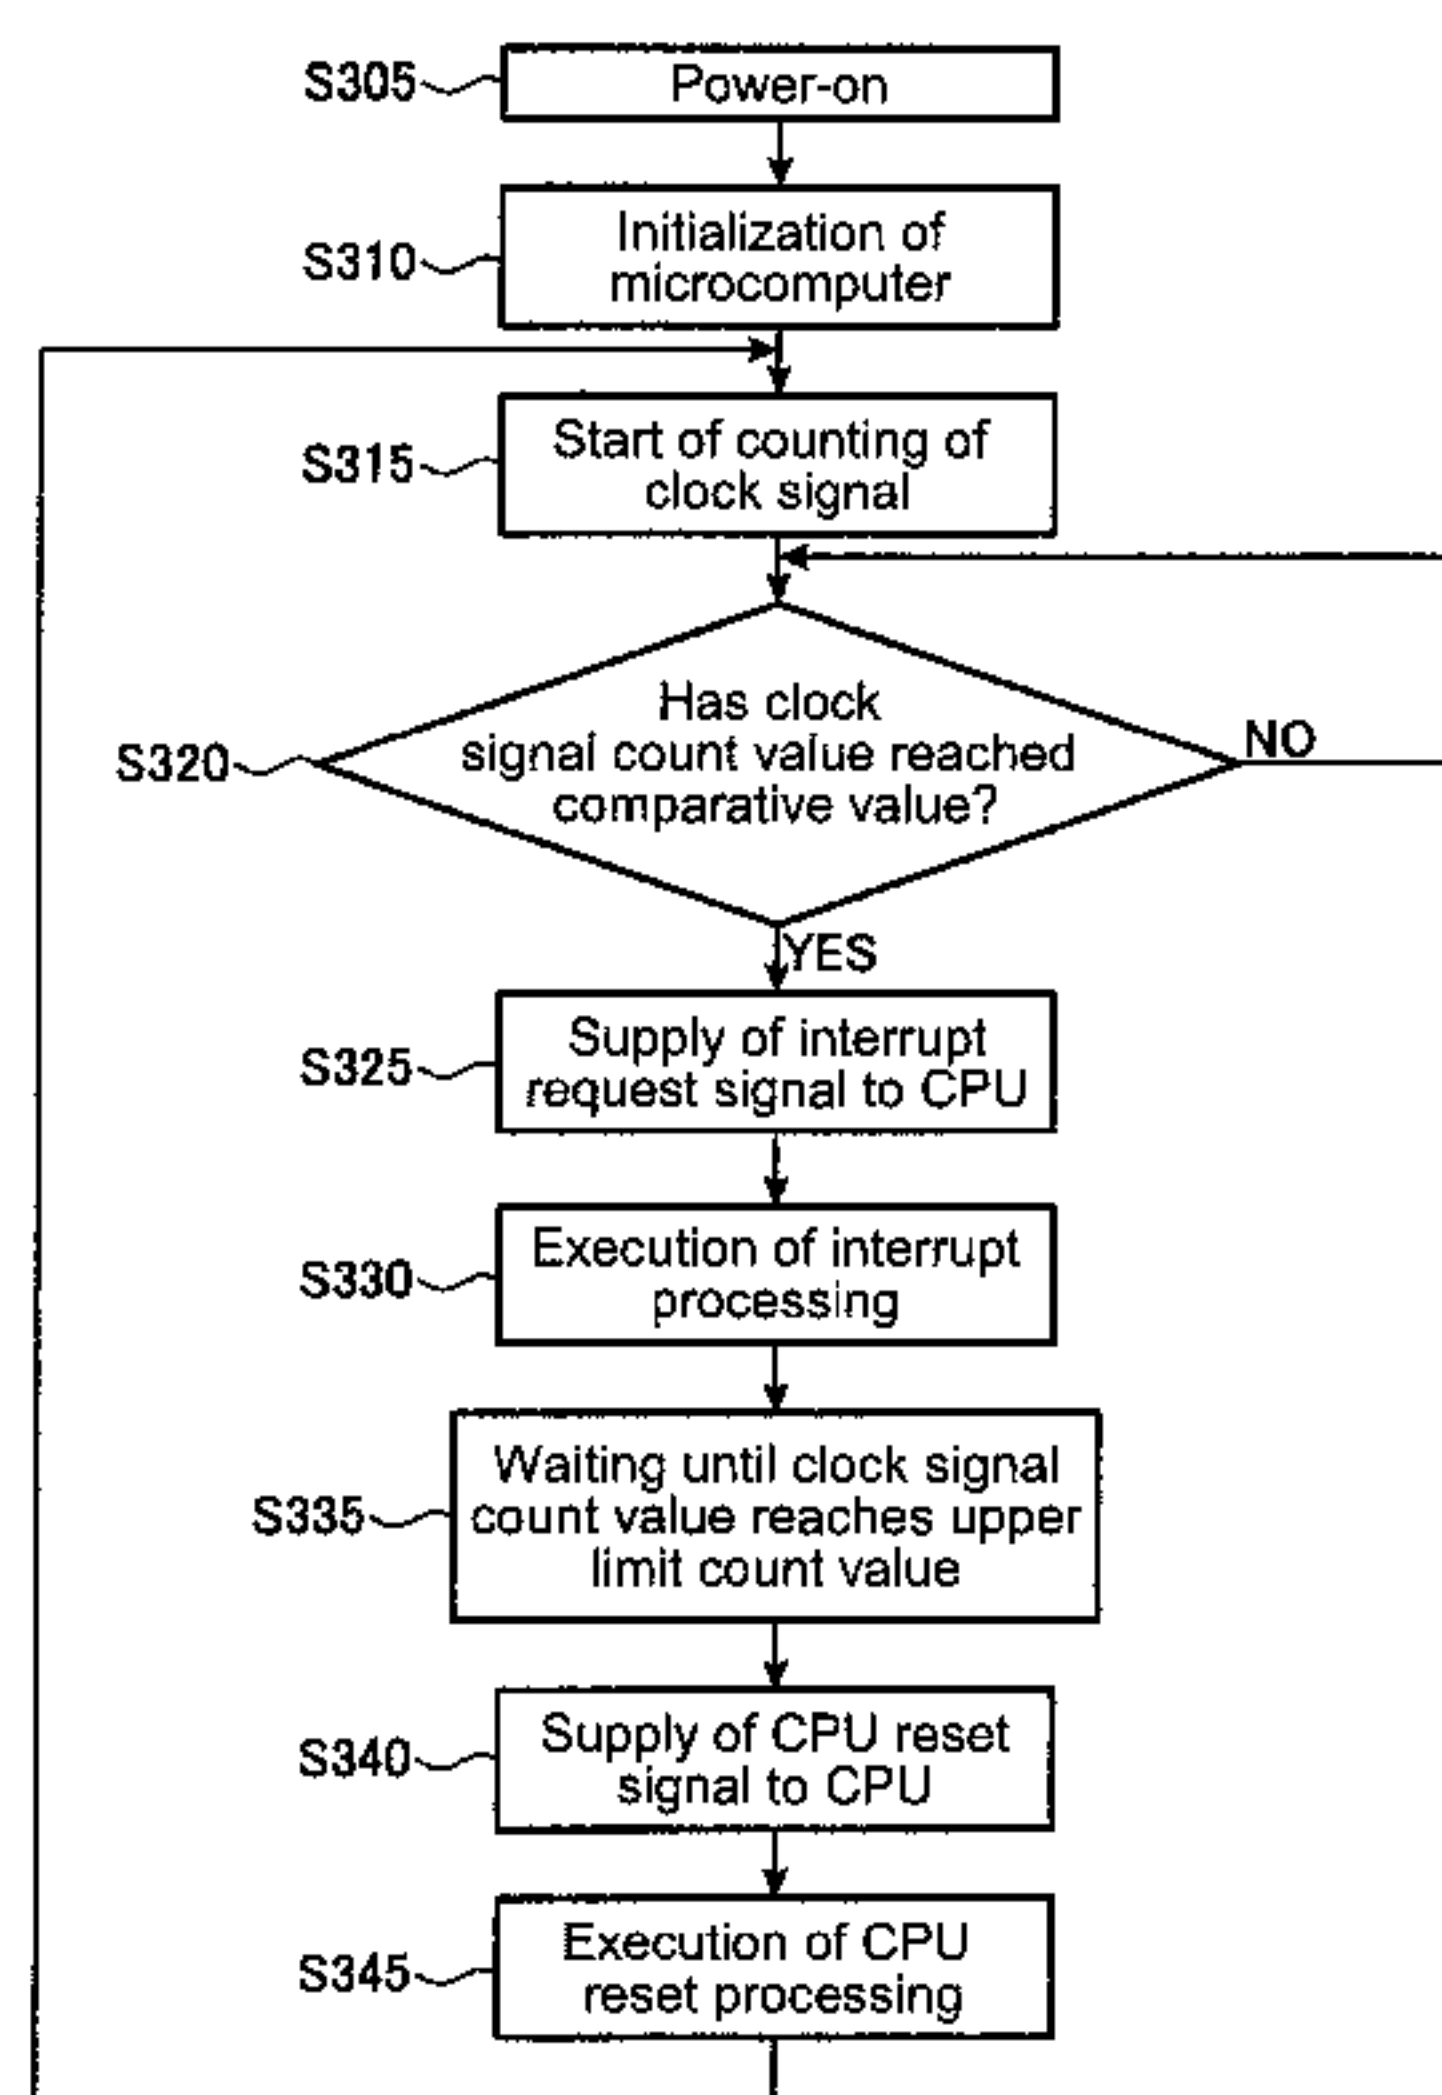 S305
Power-on
S310
Initialization of
microcomputer
S315
Start of counting of
clock signal
S320
Has clock
signal count value reached
comparative value?
NO
YES
S325
Supply of interrupt
request signal to CPU
S330
Execution of interrupt
processing
S335
Waiting until clock signal
count value reaches upper
limit count value
S340
Supply of CPU reset
signal to CPU
S345
Execution of CPU
reset processing